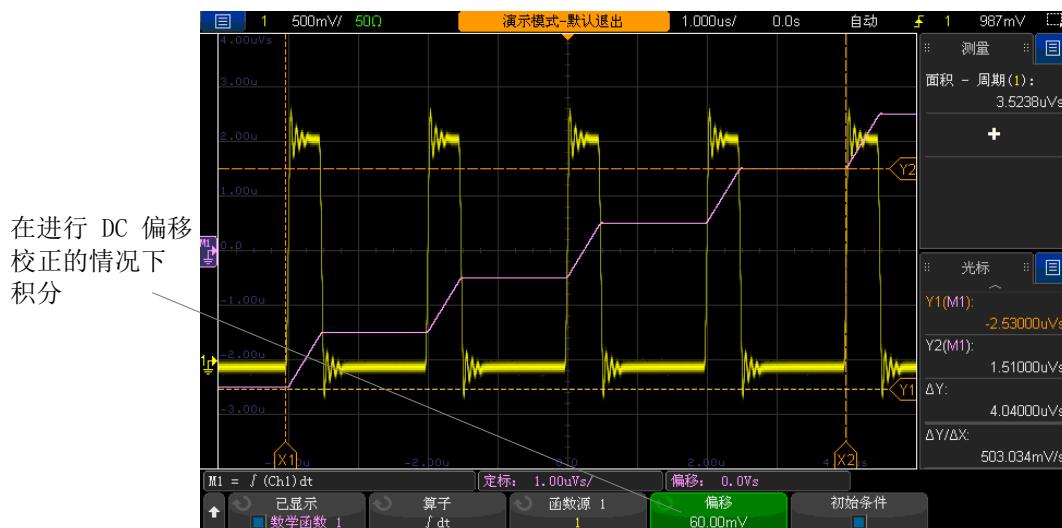 1 500mV/ 50Ω 演示模式-默认退出 1.000us/ 0.0s 自动 1 987mV
4.00uVs
3.00u
2.00u
1.00u
0.0
-1.00u
-2.00u
-3.00u
-2.00u 0.0 2.00u
M1
1
Y2
Y1
X1
X2
测量
面积 - 周期(1):
3.5238uVs
光标
Y1(M1):
-2.53000uVs
Y2(M1):
1.51000uVs
ΔY:
4.04000uVs
ΔY/ΔX:
503.034mV/s
在进行 DC 偏移
校正的情况下
积分
M1 = ∫(Ch1)dt 定标: 1.00uVs/ 偏移: 0.0Vs
已显示 算子 函数源 1 偏移 初始条件
数学函数 1 ∫ dt 1 60.00mV